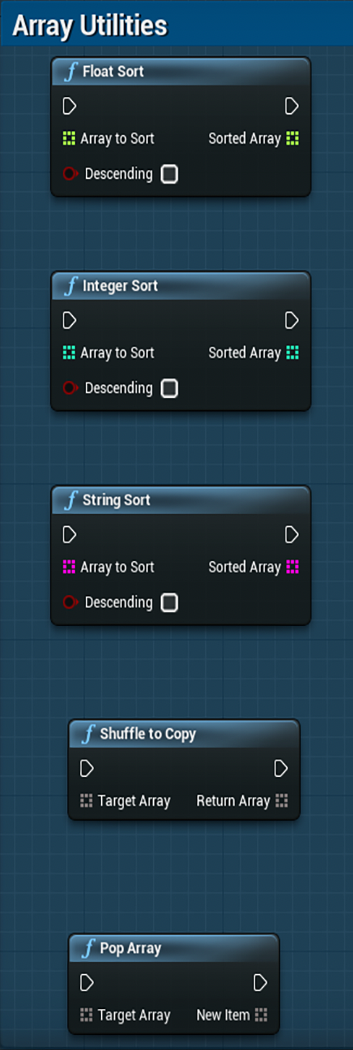 Array Utilities
Float Sort
Array to Sort Sorted Array
Descending
Integer Sort
Array to Sort Sorted Array
Descending
String Sort
Array to Sort Sorted Array
Descending
Shuffle to Copy
Target Array Return Array
Pop Array
Target Array New Item